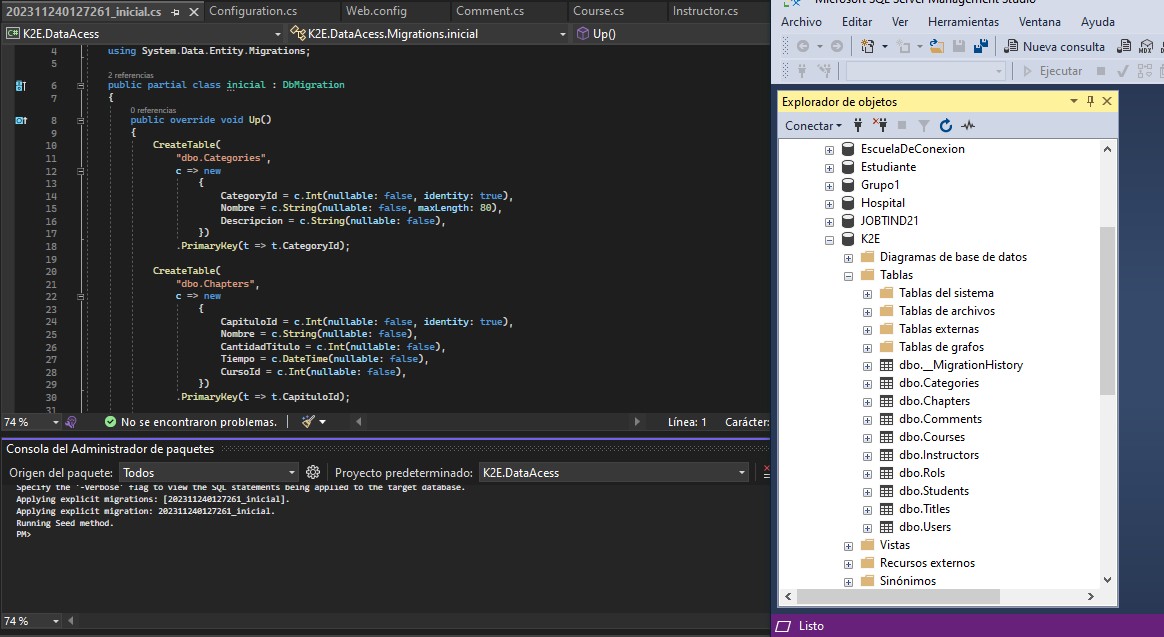 202311240127261_inicial.cs
Configuration.cs
Web.config
Comment.cs
Course.cs
Instructor.cs
K2E.DataAcess
K2E.DataAcess.Migrations.inicial
Up()
4 using System.Data.Entity.Migrations;
5
2 referencias
6 public partial class inicial : DbMigration
7 {
0 referencias
8 public override void Up()
9 {
10 CreateTable(
11 "dbo.Categories",
12 c => new
13 {
14 CategoryId = c.Int(nullable: false, identity: true),
15 Nombre = c.String(nullable: false, maxLength: 80),
16 Descripcion = c.String(nullable: false),
17 })
18 .PrimaryKey(t => t.CategoryId);
19
20 CreateTable(
21 "dbo.Chapters",
22 c => new
23 {
24 CapituloId = c.Int(nullable: false, identity: true),
25 Nombre = c.String(nullable: false),
26 CantidadTitulo = c.Int(nullable: false),
27 Tiempo = c.DateTime(nullable: false),
28 CursoId = c.Int(nullable: false),
29 })
30 .PrimaryKey(t => t.CapituloId);
31
74 %
No se encontraron problemas.
Línea: 1
Carácter:
Consola del Administrador de paquetes
Origen del paquete: Todos
Proyecto predeterminado: K2E.DataAcess
Specify the '-Verbose' flag to view the SQL statements being applied to the target database.
Applying explicit migrations: [202311240127261_inicial].
Applying explicit migration: 202311240127261_inicial.
Running Seed method.
PM>
74 %
Microsoft SQL Server Management Studio
Archivo Editar Ver Herramientas Ventana Ayuda
Nueva consulta
MDX
Ejecutar
Explorador de objetos
Conectar
EscuelaDeConexion
Estudiante
Grupo1
Hospital
JOBTIND21
K2E
Diagramas de base de datos
Tablas
Tablas del sistema
Tablas de archivos
Tablas externas
Tablas de grafos
dbo.__MigrationHistory
dbo.Categories
dbo.Chapters
dbo.Comments
dbo.Courses
dbo.Instructors
dbo.Rols
dbo.Students
dbo.Titles
dbo.Users
Vistas
Recursos externos
Sinónimos
Listo